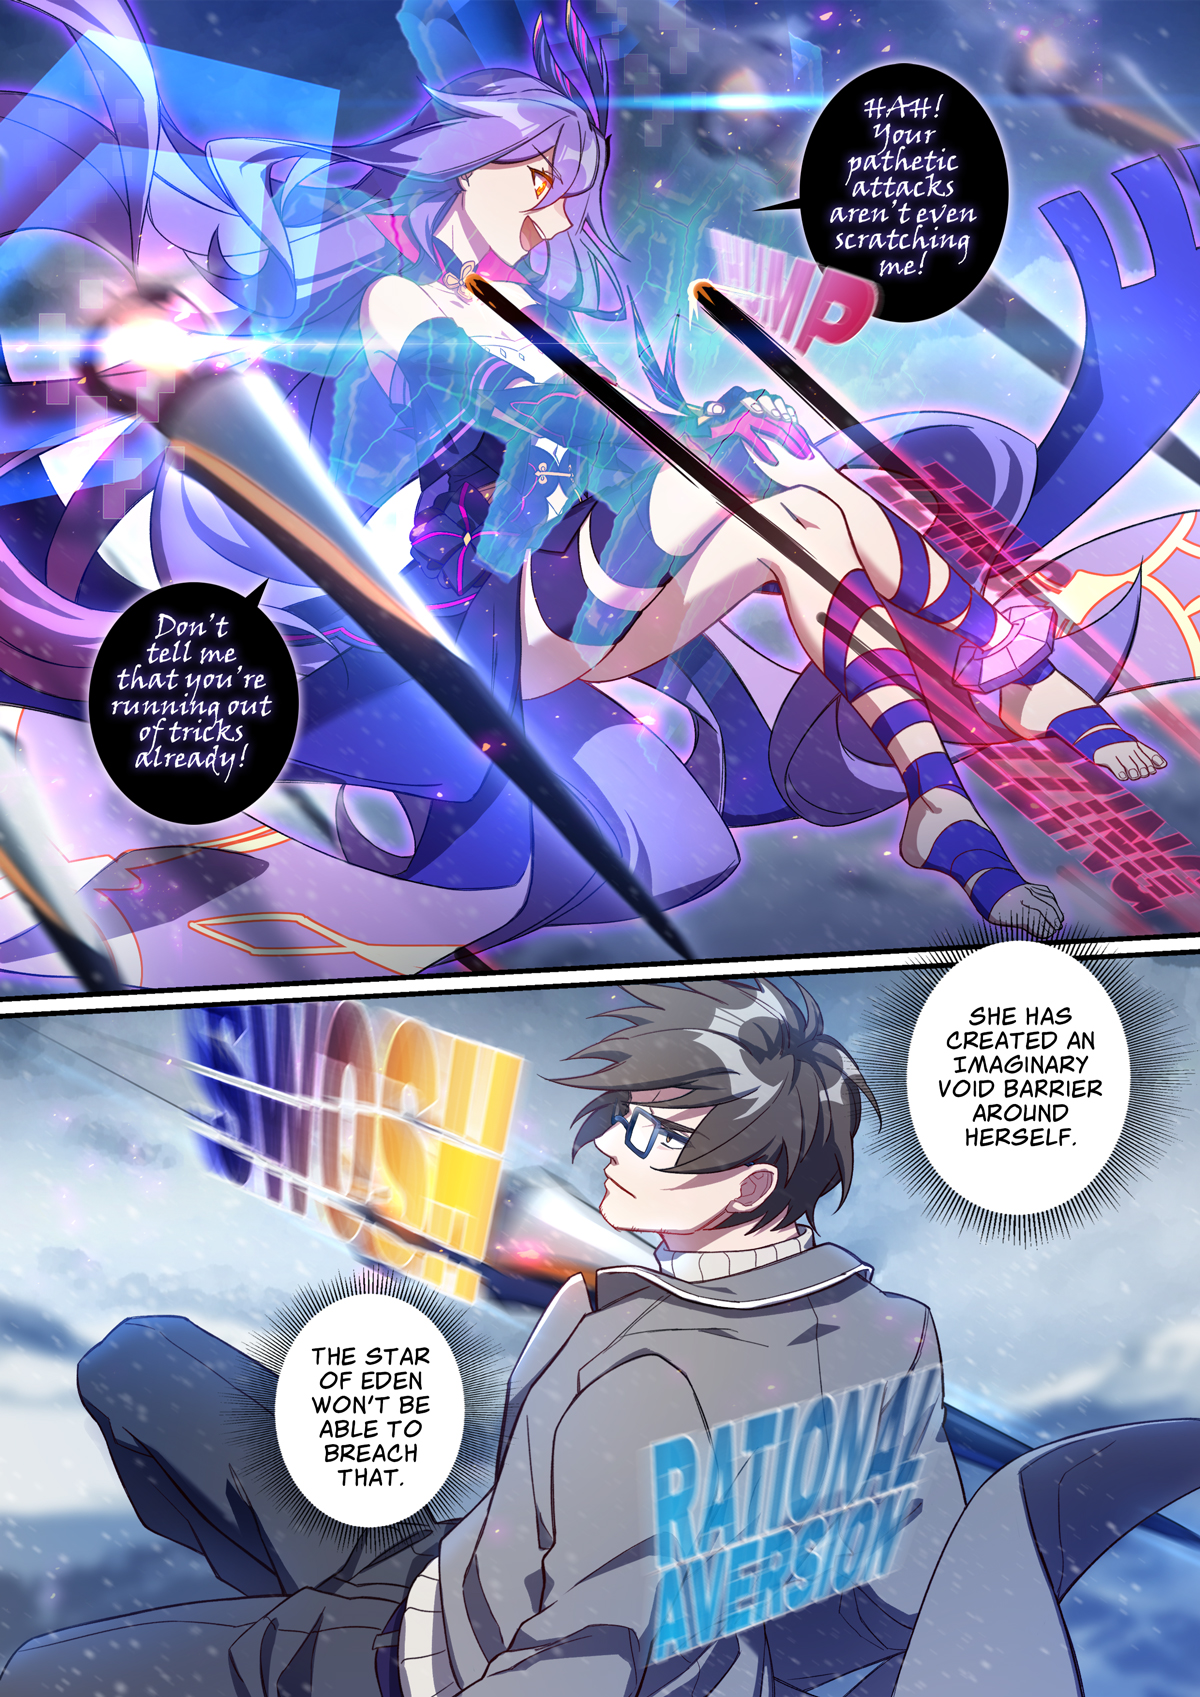 HAH!
Your
pathetic
attacks
aren't even
scratching
me!
Don't
tell me
that you're
running out
of tricks
already!
SHE HAS
CREATED AN
IMAGINARY
VOID BARRIER
AROUND
HERSELF.
SWOSH
THE STAR
OF EDEN
WON'T BE
ABLE TO
BREACH
THAT.
RATIONAL
AVERSION